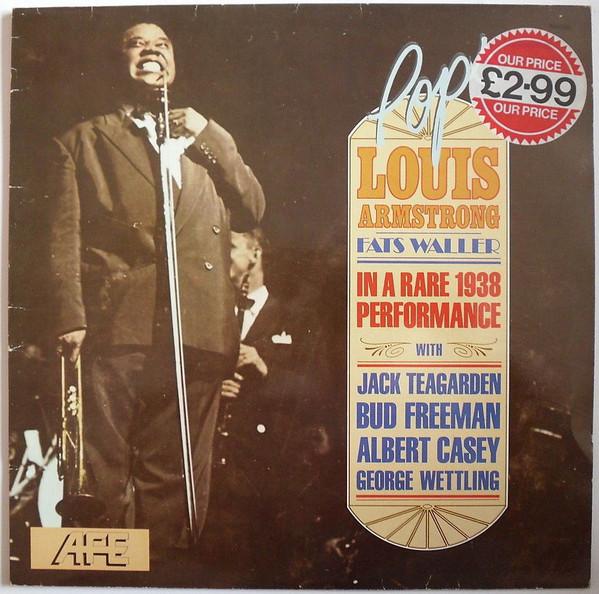 Pop
OUR PRICE
£2·99
OUR PRICE
LOUIS
ARMSTRONG
FATS WALLER
IN A RARE 1938
PERFORMANCE
WITH
JACK TEAGARDEN
BUD FREEMAN
ALBERT CASEY
GEORGE WETTLING
AFE